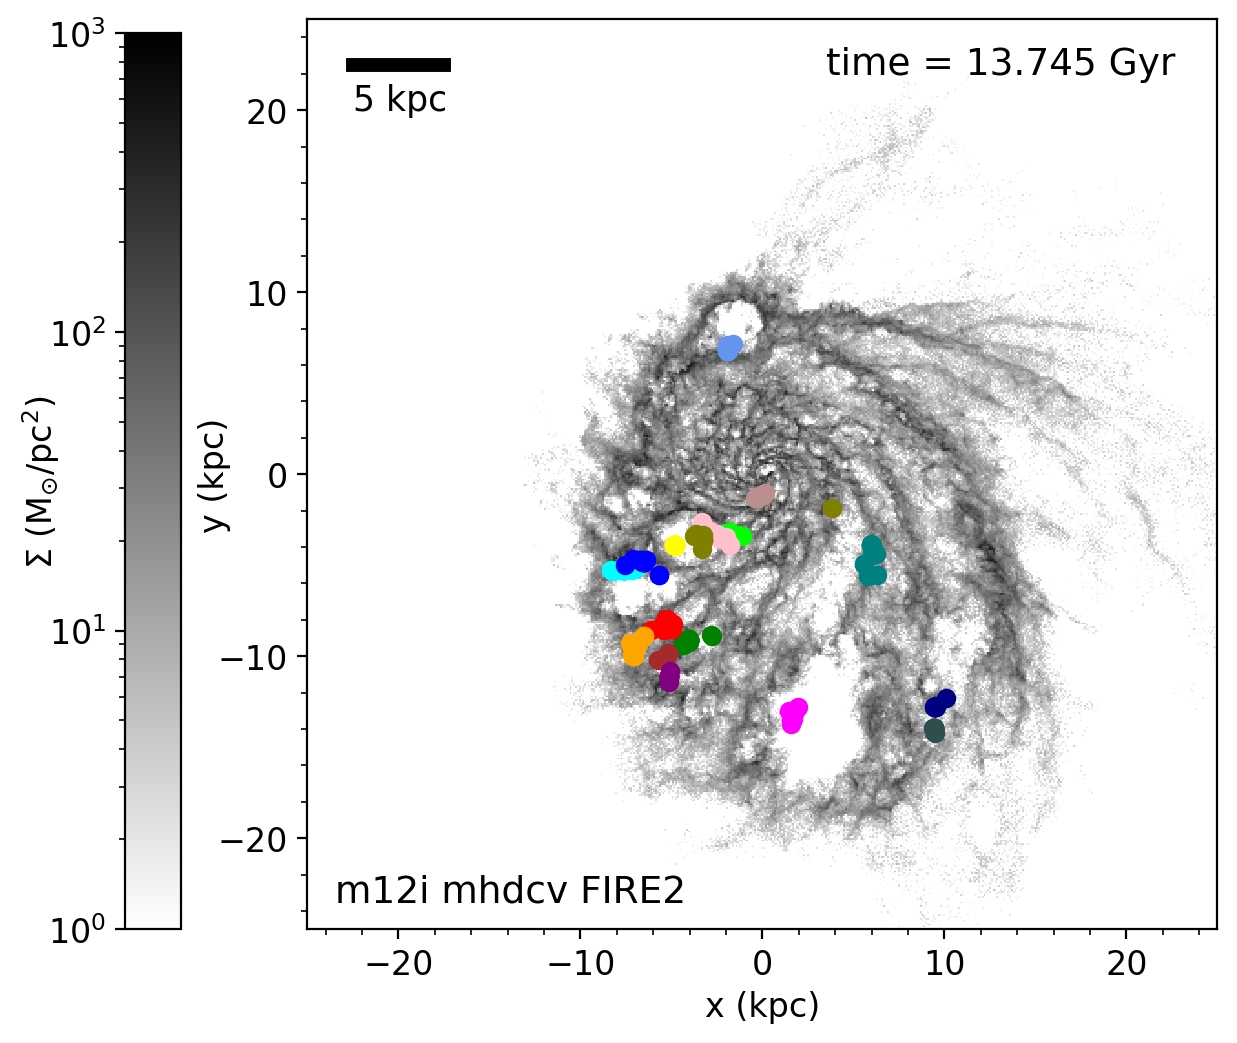 10³
10²
10¹
10⁰
Σ (M⊙/pc²)
20
10
0
−10
−20
y (kpc)
5 kpc
time = 13.745 Gyr
m12i mhdcv FIRE2
−20
−10
0
10
20
x (kpc)